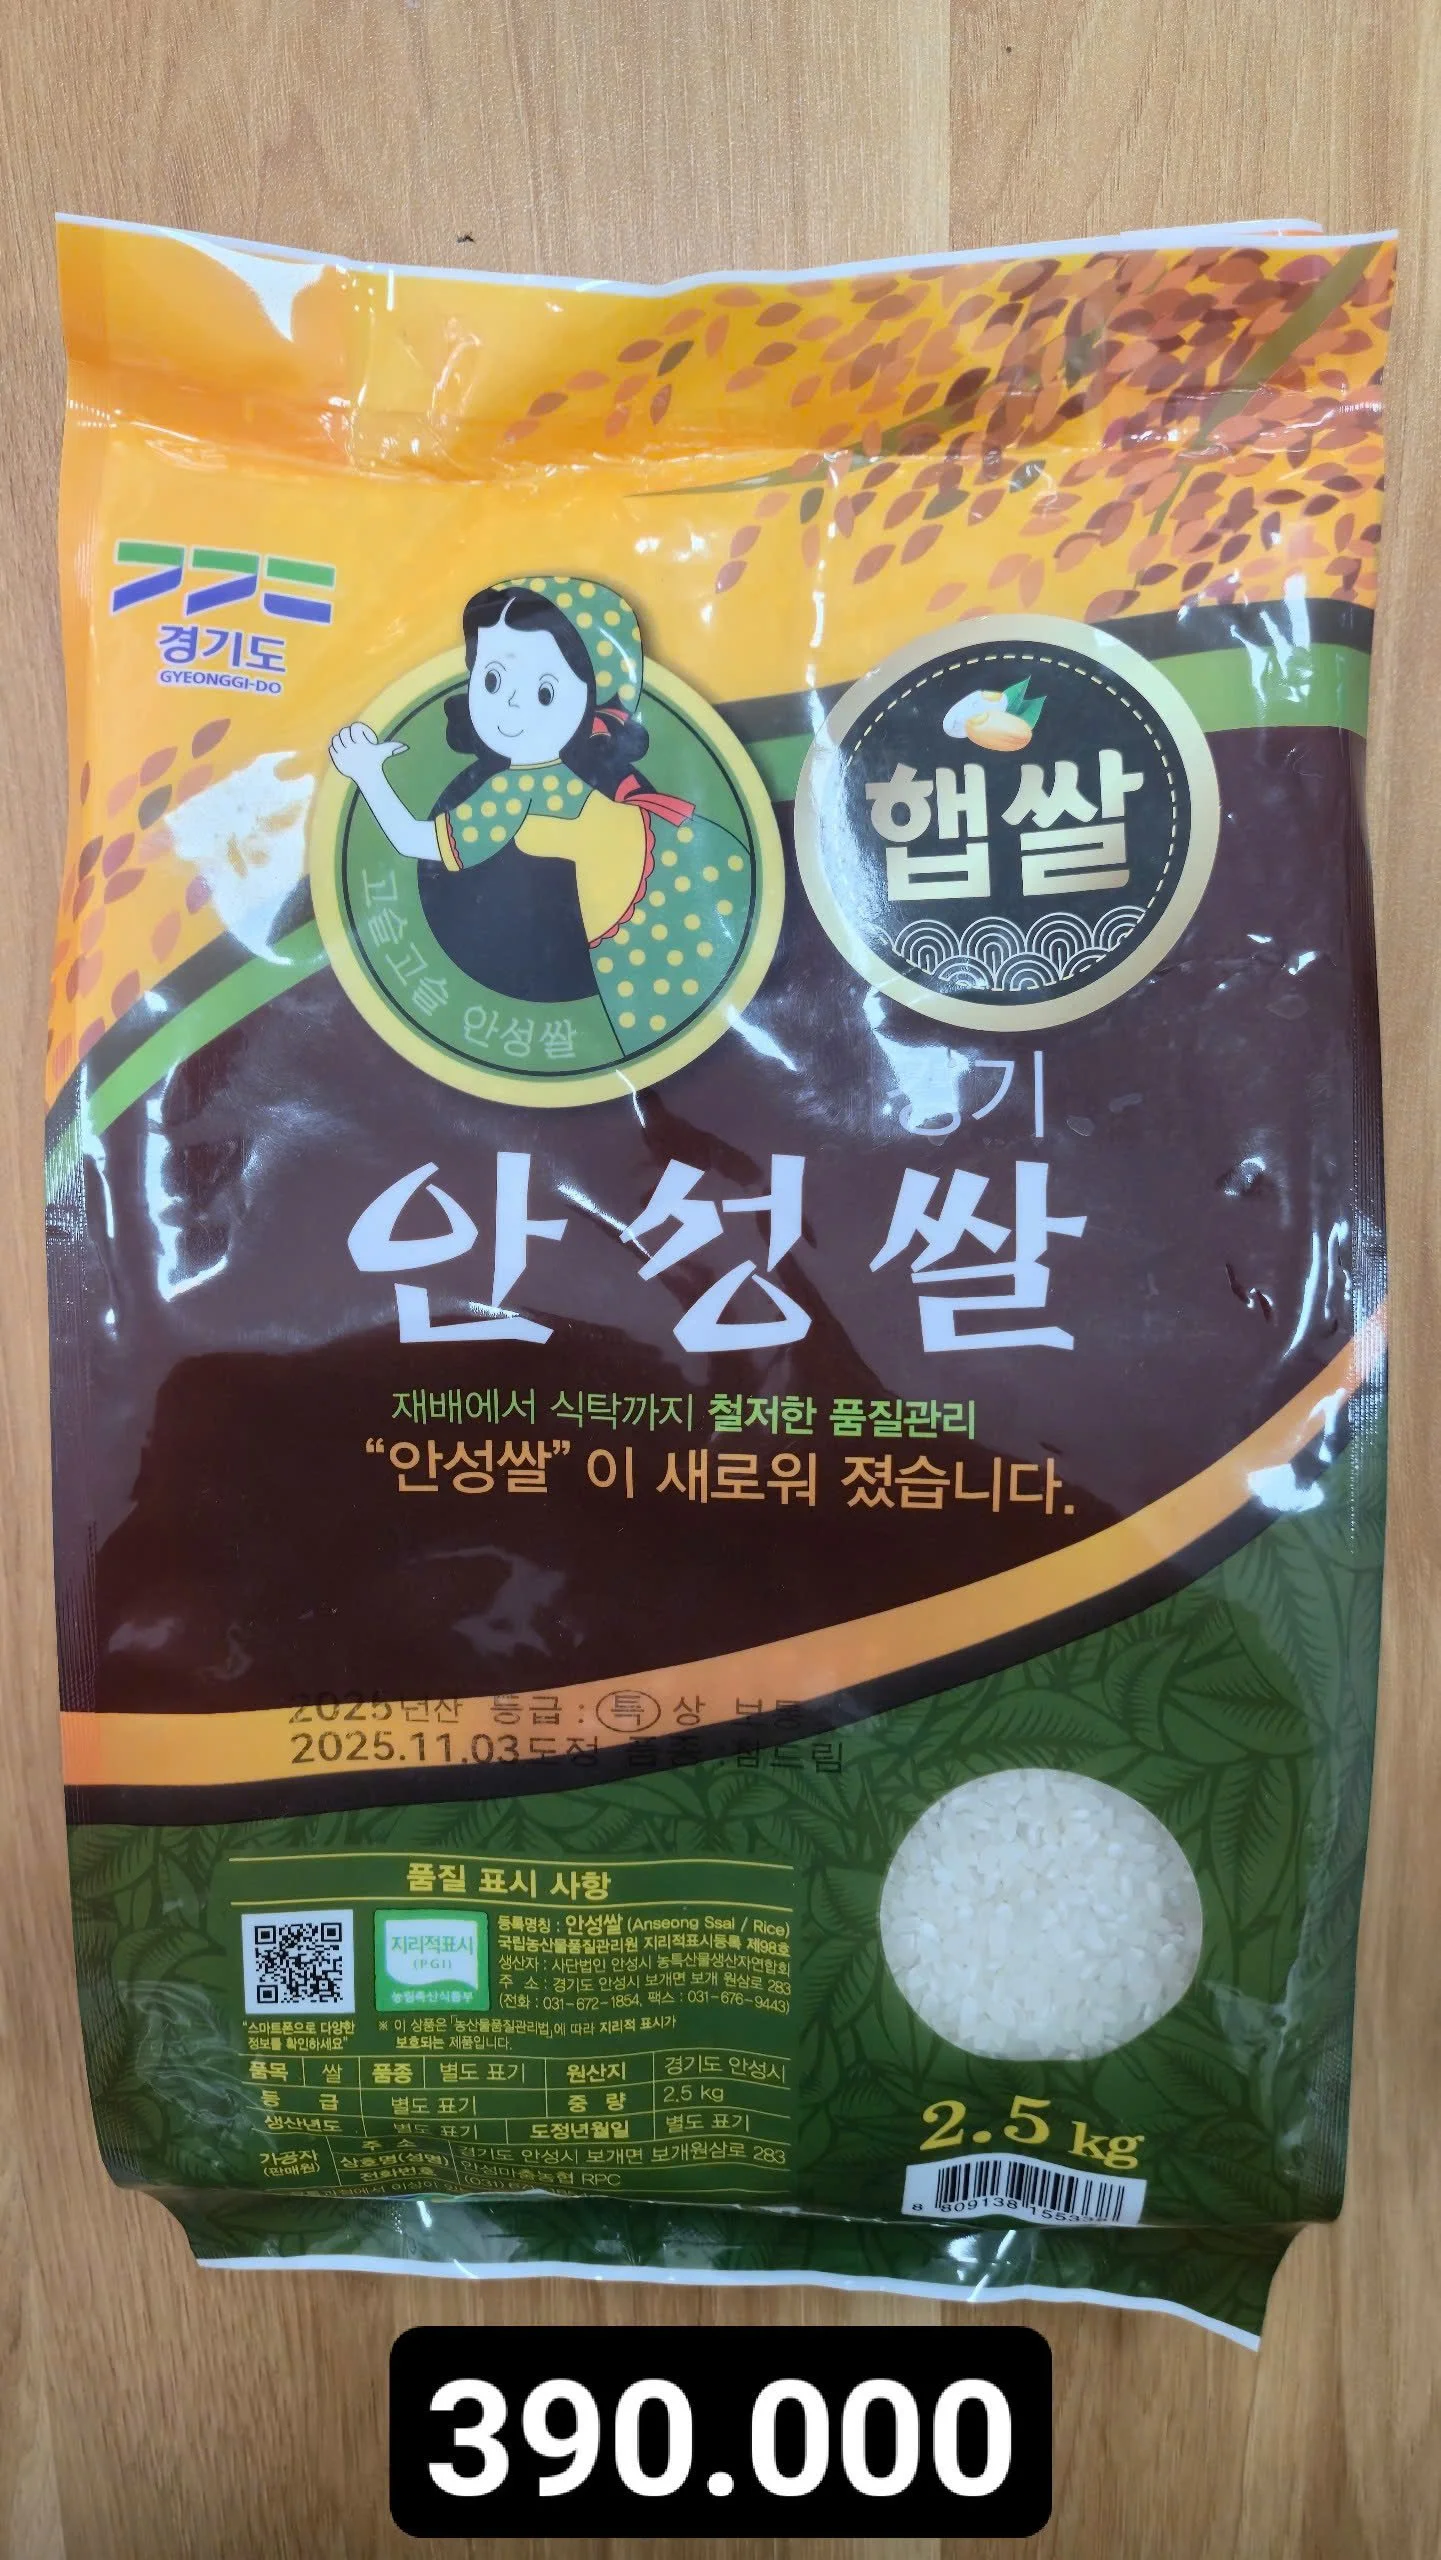 경기도
GYEONGGI-DO
햅쌀
고슬고슬 안성쌀
경기
안성쌀
재배에서 식탁까지 철저한 품질관리
“안성쌀” 이 새로워 졌습니다.
2025년산 등급 : 특 상 보통
2025.11.03도정 품종 : 참드림
품질 표시 사항
지리적표시
(PGI)
농림축산식품부
등록명칭 : 안성쌀 (Anseong Ssal / Rice)
국립농산물품질관리원 지리적표시등록 제98호
생산자 : 사단법인 안성시 농특산물생산자연합회
주 소 : 경기도 안성시 보개면 보개 원삼로 283
(전화 : 031-672-1854, 팩스 : 031-676-9443)
"스마트폰으로 다양한
정보를 확인하세요"
※ 이 상품은 「농산물품질관리법」에 따라 지리적 표시가
보호되는 제품입니다.
품목 쌀 품종 별도 표기 원산지 경기도 안성시
등 급 별도 표기 중 량 2.5 kg
생산년도 별도 표기 도정년월일 별도 표기
가공자
(판매원)
주 소 경기도 안성시 보개면 보개원삼로 283
상호명(성명) 안성마춤농협 RPC
전화번호 (031)
2.5 kg
8 809138
390.000